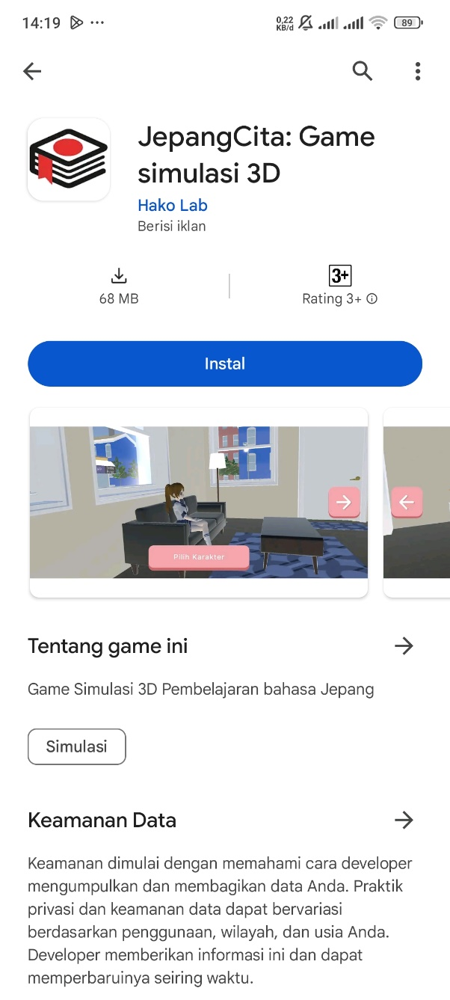 14:19
0,22
KB/d
89
JepangCita: Game
simulasi 3D
Hako Lab
Berisi iklan
3+
68 MB
Rating 3+
Instal
Pilih Karakter
Tentang game ini
Game Simulasi 3D Pembelajaran bahasa Jepang
Simulasi
Keamanan Data
Keamanan dimulai dengan memahami cara developer
mengumpulkan dan membagikan data Anda. Praktik
privasi dan keamanan data dapat bervariasi
berdasarkan penggunaan, wilayah, dan usia Anda.
Developer memberikan informasi ini dan dapat
memperbaruinya seiring waktu.